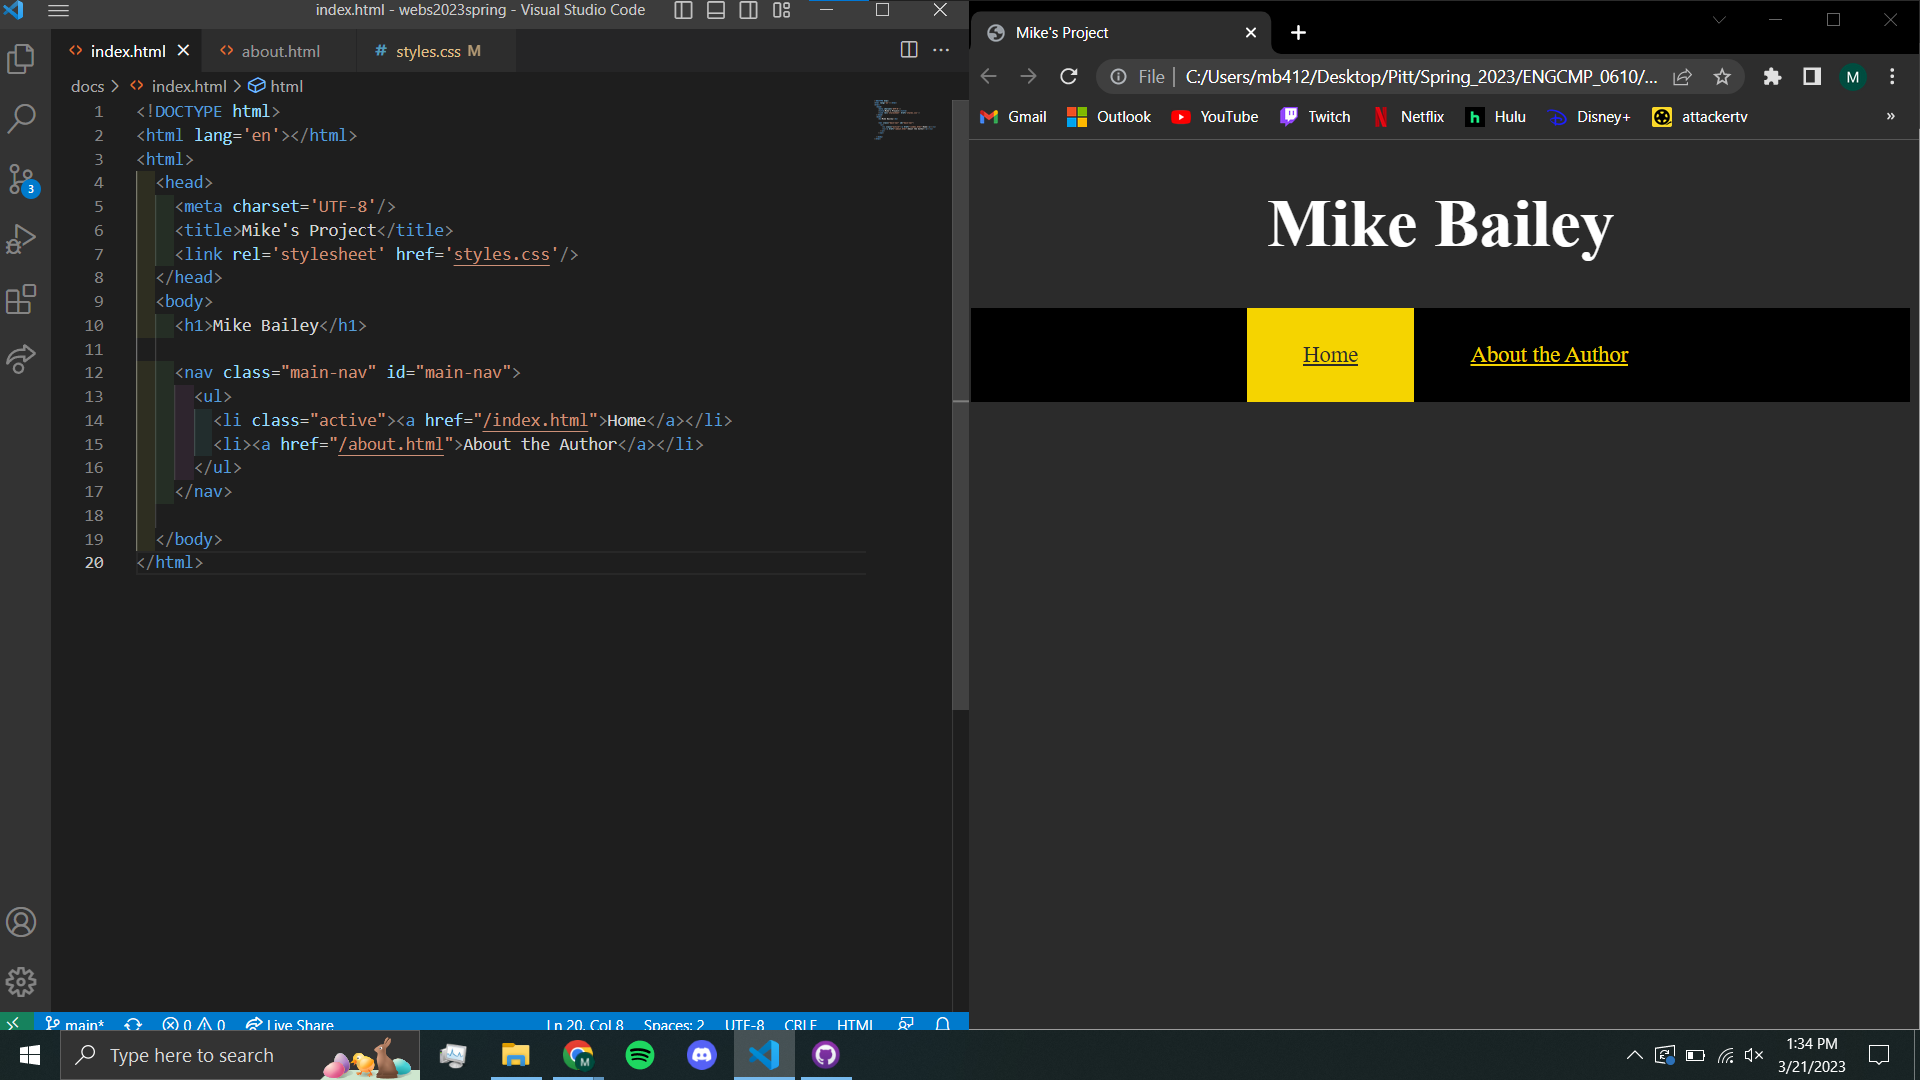 index.html - webs2023spring - Visual Studio Code
index.html
about.html
styles.css M
docs > index.html > html
1 <!DOCTYPE html>
2 <html lang='en'></html>
3 <html>
4 <head>
5 <meta charset='UTF-8'/>
6 <title>Mike's Project</title>
7 <link rel='stylesheet' href='styles.css'/>
8 </head>
9 <body>
10 <h1>Mike Bailey</h1>
11
12 <nav class="main-nav" id="main-nav">
13 <ul>
14 <li class="active"><a href="/index.html">Home</a></li>
15 <li><a href="/about.html">About the Author</a></li>
16 </ul>
17 </nav>
18
19 </body>
20 </html>
3
main* 0 0 Live Share Ln 20, Col 8 Spaces: 2 UTF-8 CRLF HTML
Mike's Project
File C:/Users/mb412/Desktop/Pitt/Spring_2023/ENGCMP_0610/... M
Gmail Outlook YouTube Twitch Netflix h Hulu Disney+ attackertv »
Mike Bailey
Home About the Author
Type here to search
M
1:34 PM
3/21/2023